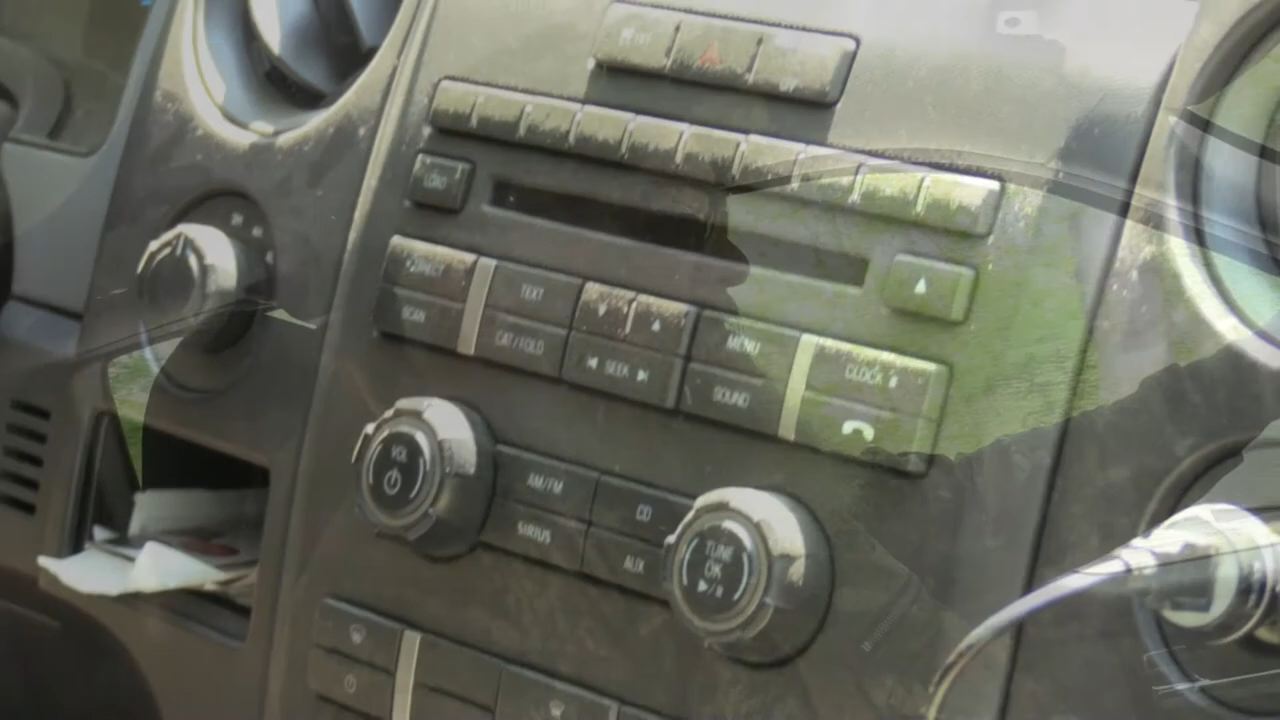 LOAD
DIRECT
TEXT
MENU
CLOCK
SCAN
CAT/FOLD
SEEK
SOUND
VOL
AM/FM
CD
TUNE
OK
SIRIUS
AUX